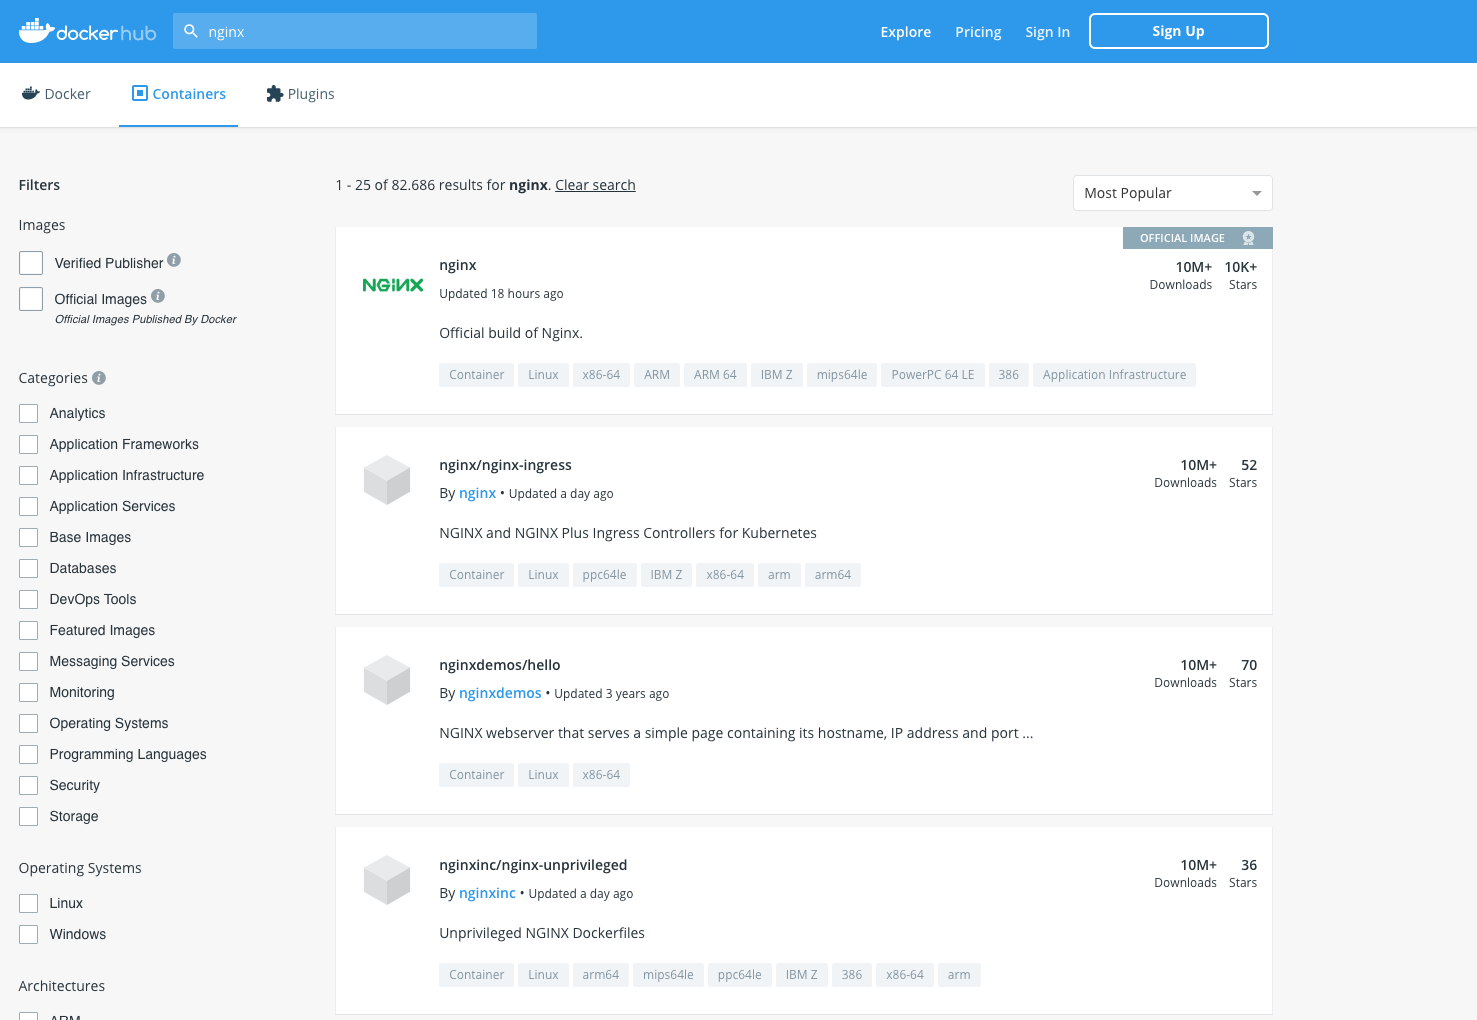 docker hub
nginx
Explore
Pricing
Sign In
Sign Up
Docker
Containers
Plugins
Filters
Images
Verified Publisher
Official Images
Official Images Published By Docker
Categories
Analytics
Application Frameworks
Application Infrastructure
Application Services
Base Images
Databases
DevOps Tools
Featured Images
Messaging Services
Monitoring
Operating Systems
Programming Languages
Security
Storage
Operating Systems
Linux
Windows
Architectures
ARM
1 - 25 of 82.686 results for nginx. Clear search
Most Popular
OFFICIAL IMAGE
NGINX
nginx
10M+ 10K+
Downloads Stars
Updated 18 hours ago
Official build of Nginx.
Container Linux x86-64 ARM ARM 64 IBM Z mips64le PowerPC 64 LE 386 Application Infrastructure
nginx/nginx-ingress
10M+ 52
Downloads Stars
By nginx • Updated a day ago
NGINX and NGINX Plus Ingress Controllers for Kubernetes
Container Linux ppc64le IBM Z x86-64 arm arm64
nginxdemos/hello
10M+ 70
Downloads Stars
By nginxdemos • Updated 3 years ago
NGINX webserver that serves a simple page containing its hostname, IP address and port ...
Container Linux x86-64
nginxinc/nginx-unprivileged
10M+ 36
Downloads Stars
By nginxinc • Updated a day ago
Unprivileged NGINX Dockerfiles
Container Linux arm64 mips64le ppc64le IBM Z 386 x86-64 arm